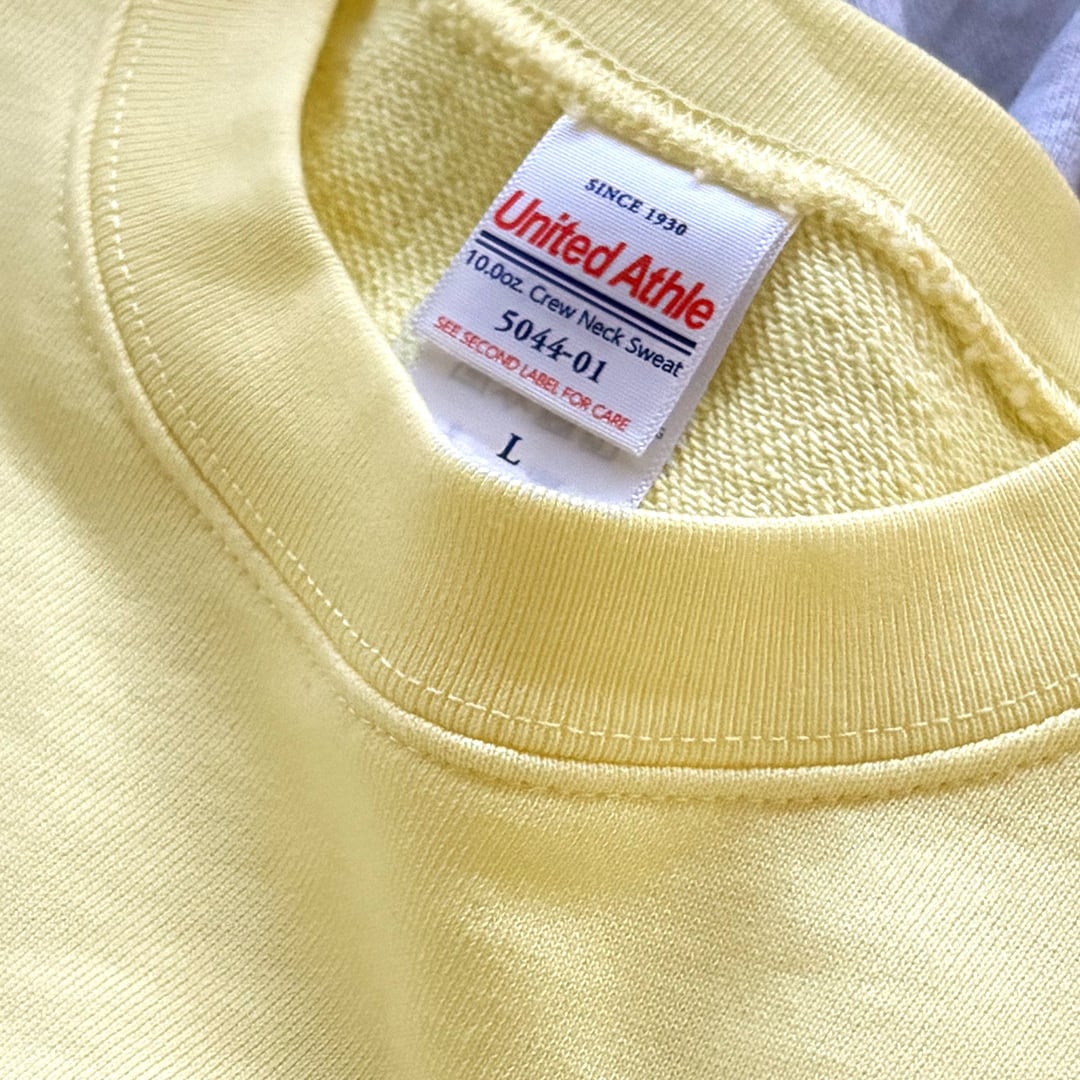 SINCE 1930
United Athle
10.0oz. Crew Neck Sweat
5044-01
SEE SECOND LABEL FOR CARE
L